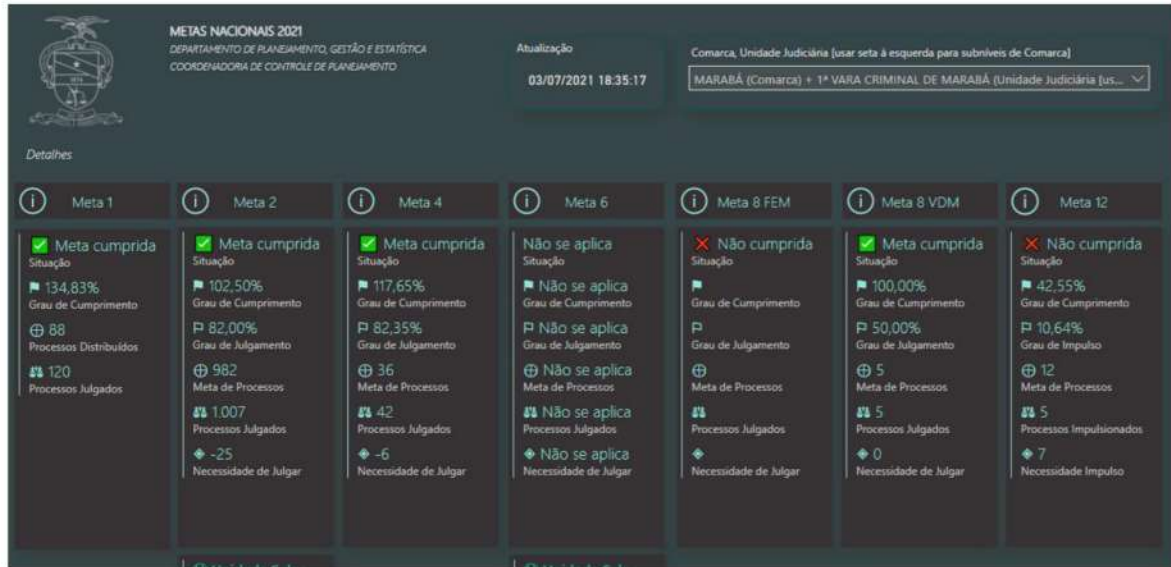 METAS NACIONAIS 2021
DEPARTAMENTO DE PLANEJAMENTO, GESTÃO E ESTATÍSTICA
COORDENADORIA DE CONTROLE DE PLANEJAMENTO
Atualização
03/07/2021 18:35:17
Comarca, Unidade Judiciária [usar seta à esquerda para subníveis de Comarca]
MARABÁ (Comarca) + 1ª VARA CRIMINAL DE MARABÁ (Unidade Judiciária [us...
Detalhes
Meta 1
Meta cumprida
Situação
134,83%
Grau de Cumprimento
88
Processos Distribuídos
120
Processos Julgados
Meta 2
Meta cumprida
Situação
102,50%
Grau de Cumprimento
82,00%
Grau de Julgamento
982
Meta de Processos
1.007
Processos Julgados
-25
Necessidade de Julgar
Meta 4
Meta cumprida
Situação
117,65%
Grau de Cumprimento
82,35%
Grau de Julgamento
36
Meta de Processos
42
Processos Julgados
-6
Necessidade de Julgar
Meta 6
Não se aplica
Situação
Não se aplica
Grau de Cumprimento
Não se aplica
Grau de Julgamento
Não se aplica
Meta de Processos
Não se aplica
Processos Julgados
Não se aplica
Necessidade de Julgar
Meta 8 FEM
Não cumprida
Situação
Grau de Cumprimento
Grau de Julgamento
Meta de Processos
Processos Julgados
Necessidade de Julgar
Meta 8 VDM
Meta cumprida
Situação
100,00%
Grau de Cumprimento
50,00%
Grau de Julgamento
5
Meta de Processos
5
Processos Julgados
0
Necessidade de Julgar
Meta 12
Não cumprida
Situação
42,55%
Grau de Cumprimento
10,64%
Grau de Impulso
12
Meta de Processos
5
Processos Impulsionados
7
Necessidade Impulso